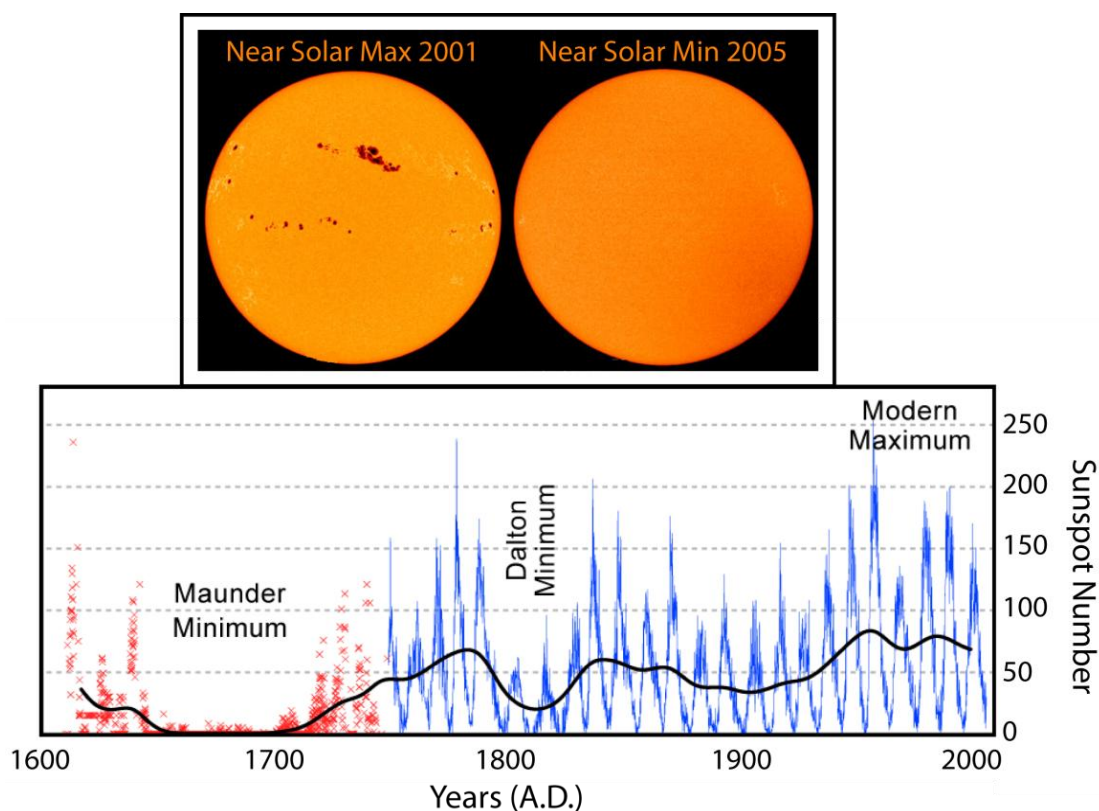 Near Solar Max 2001
Near Solar Min 2005
Modern
Maximum
Dalton
Minimum
Maunder
Minimum
250
200
150
100
50
0
Sunspot Number
1600
1700
1800
1900
2000
Years (A.D.)